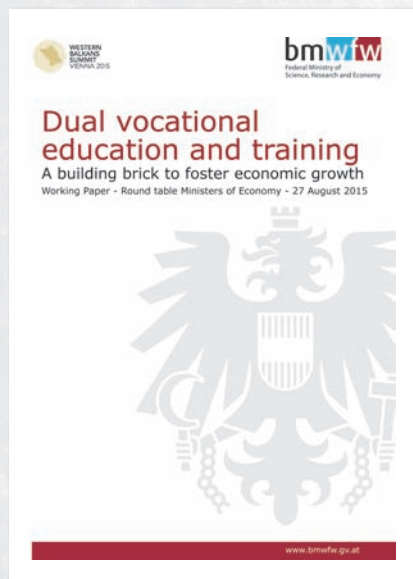 WESTERN
BALKANS
SUMMIT
VIENNA 2015
bmwfw
Federal Ministry of
Science, Research and Economy
Dual vocational
education and training
A building brick to foster economic growth
Working Paper - Round table Ministers of Economy - 27 August 2015
www.bmwfw.gv.at